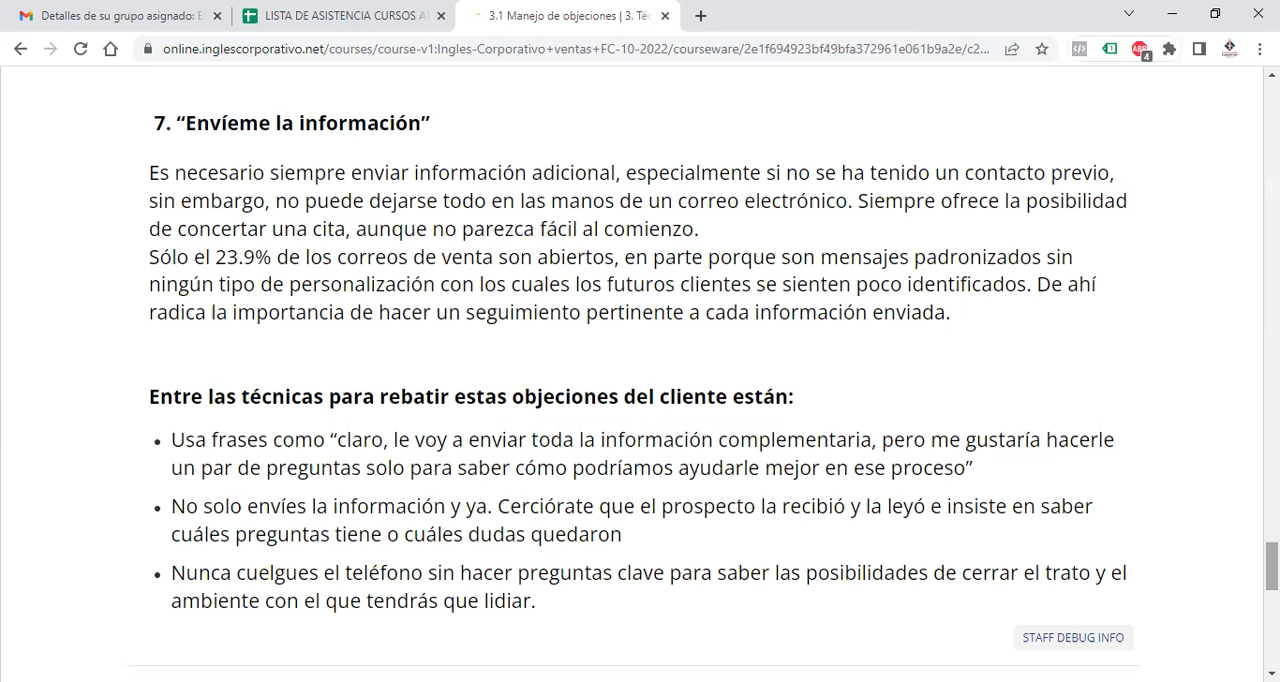 Detalles de su grupo asignado: E
LISTA DE ASISTENCIA CURSOS A
3.1 Manejo de objeciones | 3. Téc
online.inglescorporativo.net/courses/course-v1:Ingles-Corporativo+ventas+FC-10-2022/courseware/2e1f694923bf49bfa372961e061b9a2e/c2...
ABP
4
7. “Envíeme la información”
Es necesario siempre enviar información adicional, especialmente si no se ha tenido un contacto previo,
sin embargo, no puede dejarse todo en las manos de un correo electrónico. Siempre ofrece la posibilidad
de concertar una cita, aunque no parezca fácil al comienzo.
Sólo el 23.9% de los correos de venta son abiertos, en parte porque son mensajes padronizados sin
ningún tipo de personalización con los cuales los futuros clientes se sienten poco identificados. De ahí
radica la importancia de hacer un seguimiento pertinente a cada información enviada.
Entre las técnicas para rebatir estas objeciones del cliente están:
• Usa frases como “claro, le voy a enviar toda la información complementaria, pero me gustaría hacerle
un par de preguntas solo para saber cómo podríamos ayudarle mejor en ese proceso”
• No solo envíes la información y ya. Cerciórate que el prospecto la recibió y la leyó e insiste en saber
cuáles preguntas tiene o cuáles dudas quedaron
• Nunca cuelgues el teléfono sin hacer preguntas clave para saber las posibilidades de cerrar el trato y el
ambiente con el que tendrás que lidiar.
STAFF DEBUG INFO